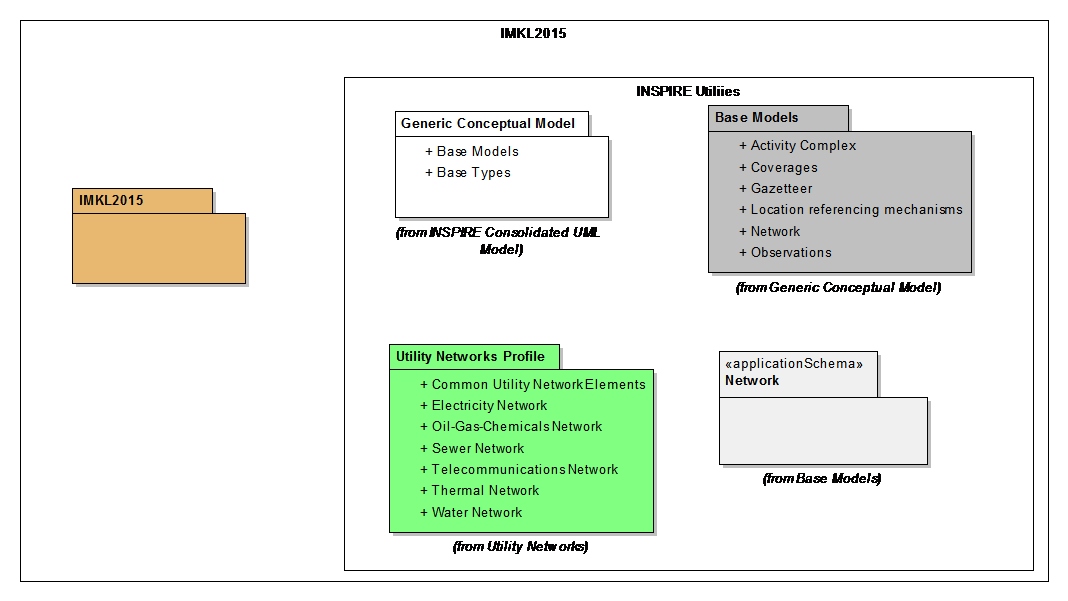 IMKL2015
INSPIRE Utiliies
IMKL2015
Generic Conceptual Model
+ Base Models
+ Base Types
(from INSPIRE Consolidated UML
Model)
Base Models
+ Activity Complex
+ Coverages
+ Gazetteer
+ Location referencing mechanisms
+ Network
+ Observations
(from Generic Conceptual Model)
Utility Networks Profile
+ Common Utility Network Elements
+ Electricity Network
+ Oil-Gas-Chemicals Network
+ Sewer Network
+ Telecommunications Network
+ Thermal Network
+ Water Network
(from Utility Networks)
«applicationSchema»
Network
(from Base Models)